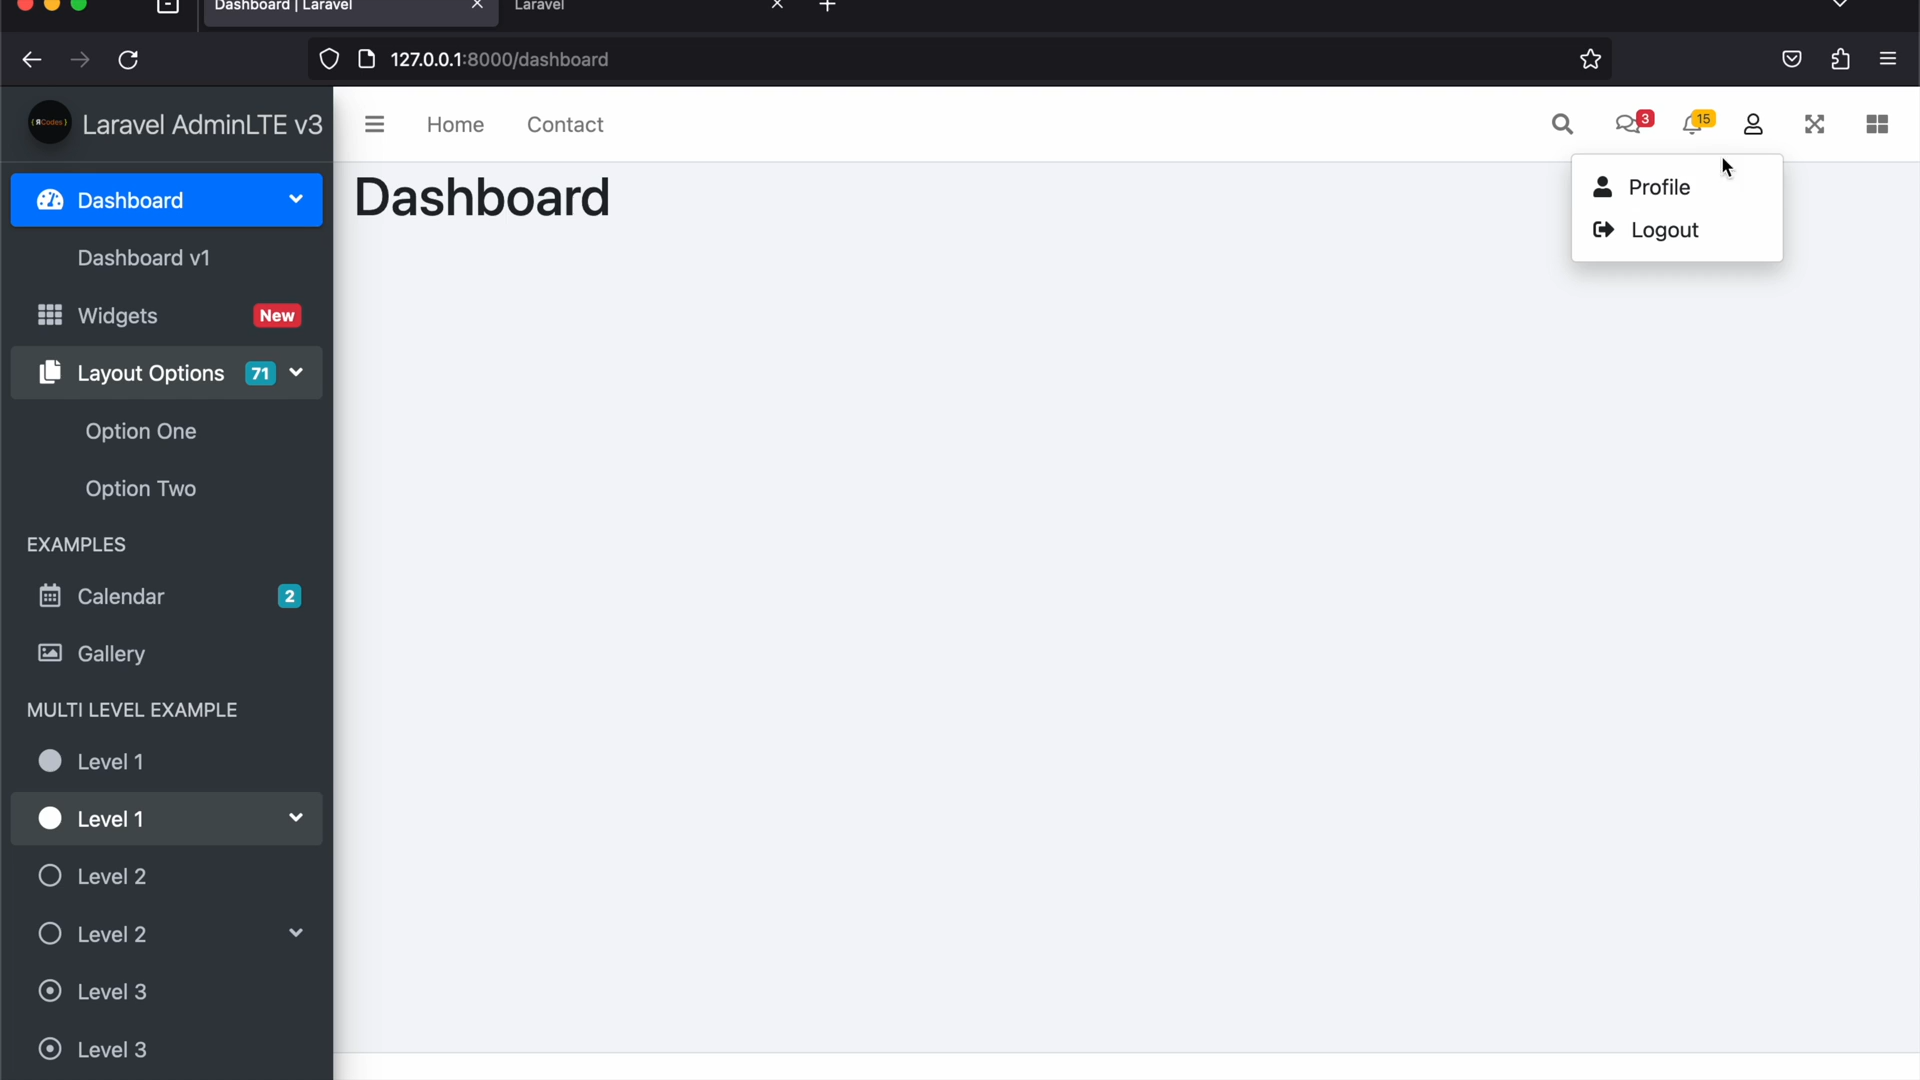 Dashboard | Laravel
Laravel
127.0.0.1:8000/dashboard
{ЯCodes}
Laravel AdminLTE v3
Home
Contact
3
15
Dashboard
Dashboard v1
Widgets
New
Layout Options
71
Option One
Option Two
EXAMPLES
Calendar
2
Gallery
MULTI LEVEL EXAMPLE
Level 1
Level 1
Level 2
Level 2
Level 3
Level 3
Dashboard
Profile
Logout